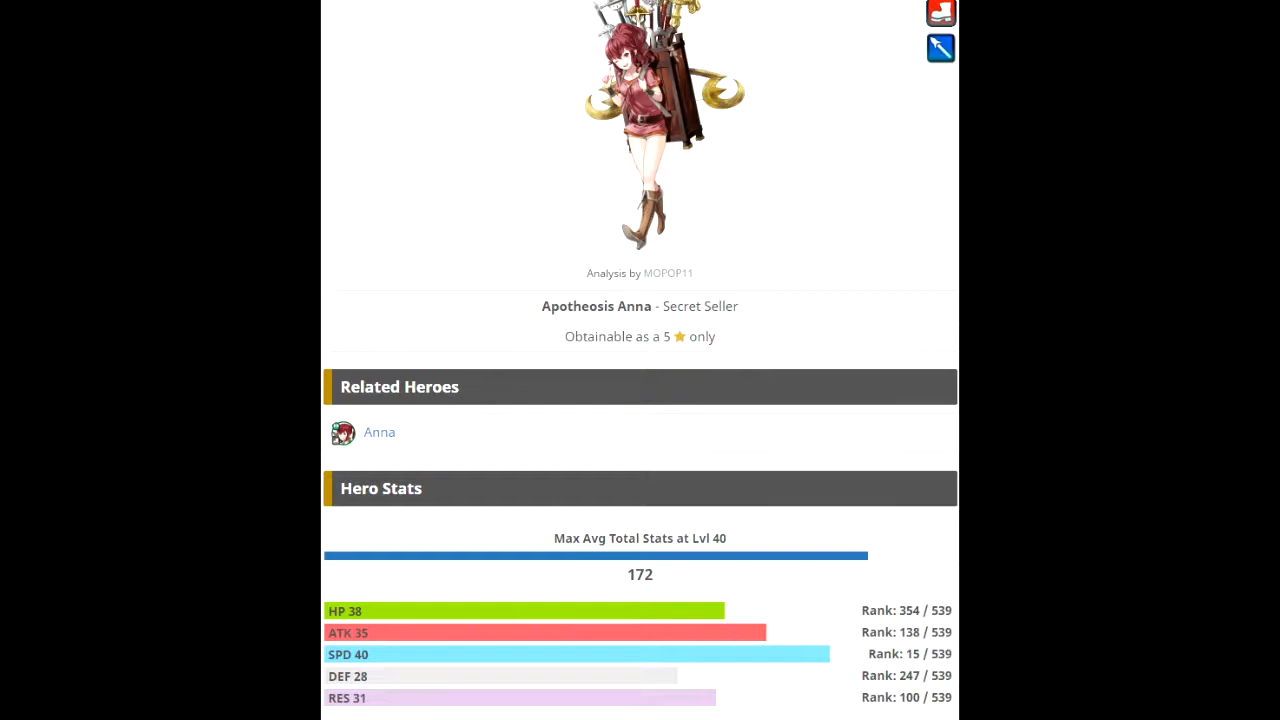 Analysis by MOPOP11
Apotheosis Anna - Secret Seller
Obtainable as a 5 only
Related Heroes
Anna
Hero Stats
Max Avg Total Stats at Lvl 40
172
HP 38 Rank: 354 / 539
ATK 35 Rank: 138 / 539
SPD 40 Rank: 15 / 539
DEF 28 Rank: 247 / 539
RES 31 Rank: 100 / 539